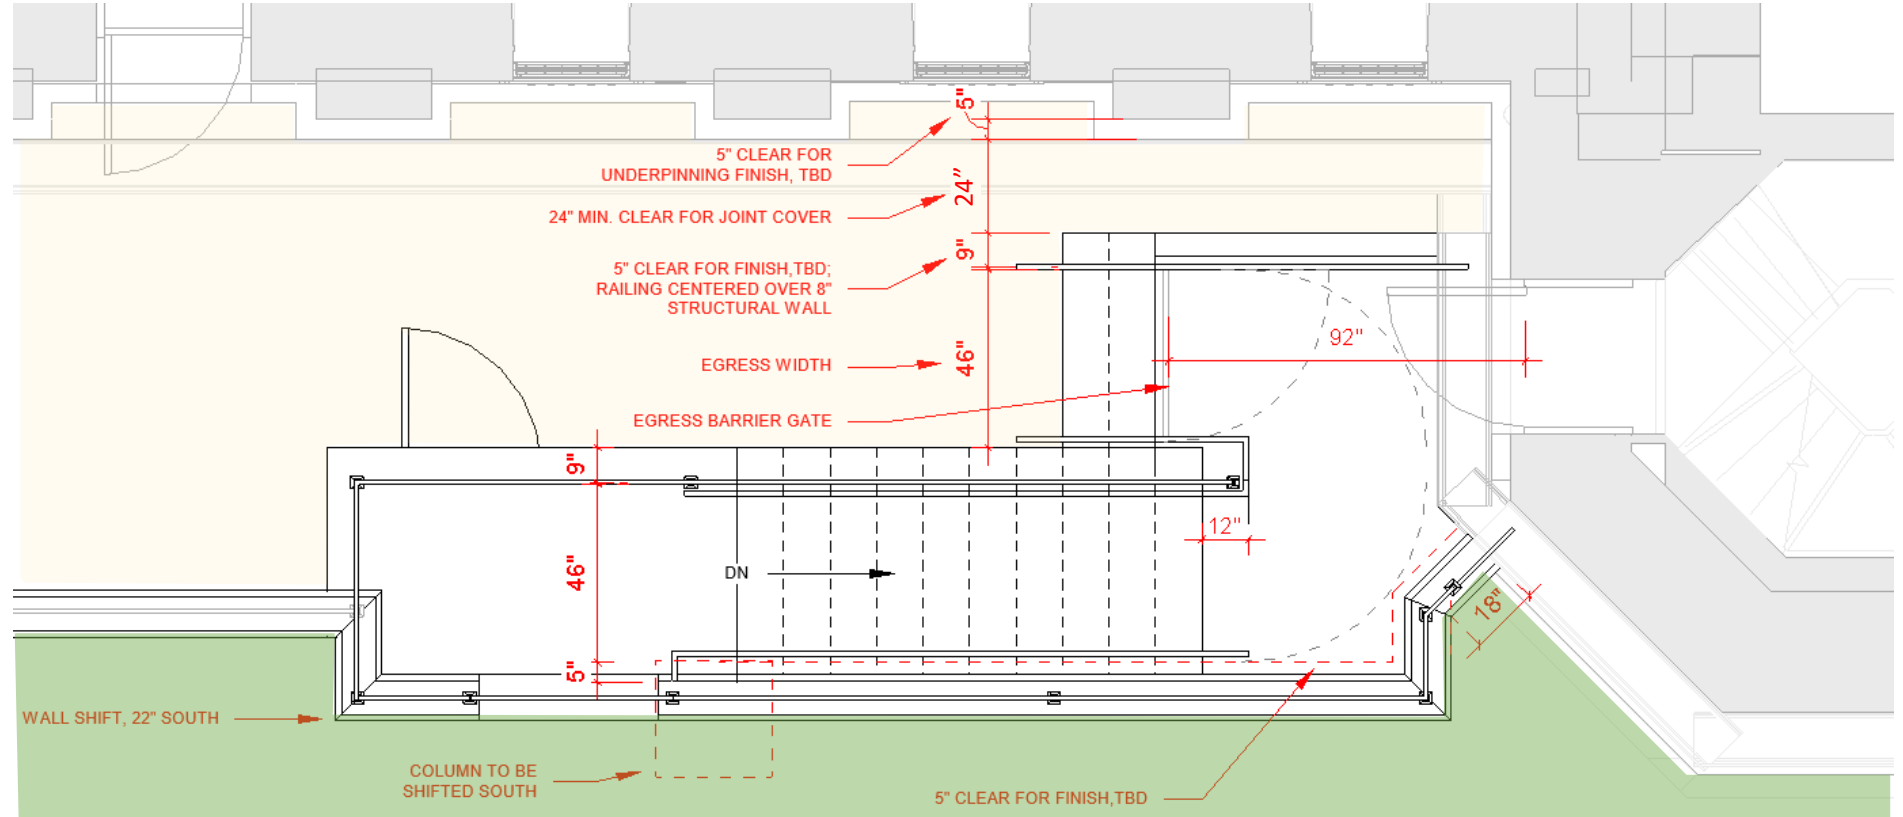 5"
5" CLEAR FOR
UNDERPINNING FINISH, TBD
24"
24" MIN. CLEAR FOR JOINT COVER
9"
5" CLEAR FOR FINISH,TBD;
RAILING CENTERED OVER 8"
STRUCTURAL WALL
92"
46"
EGRESS WIDTH
EGRESS BARRIER GATE
9"
12"
46"
DN
18"
5"
WALL SHIFT, 22" SOUTH
COLUMN TO BE
SHIFTED SOUTH
5" CLEAR FOR FINISH,TBD